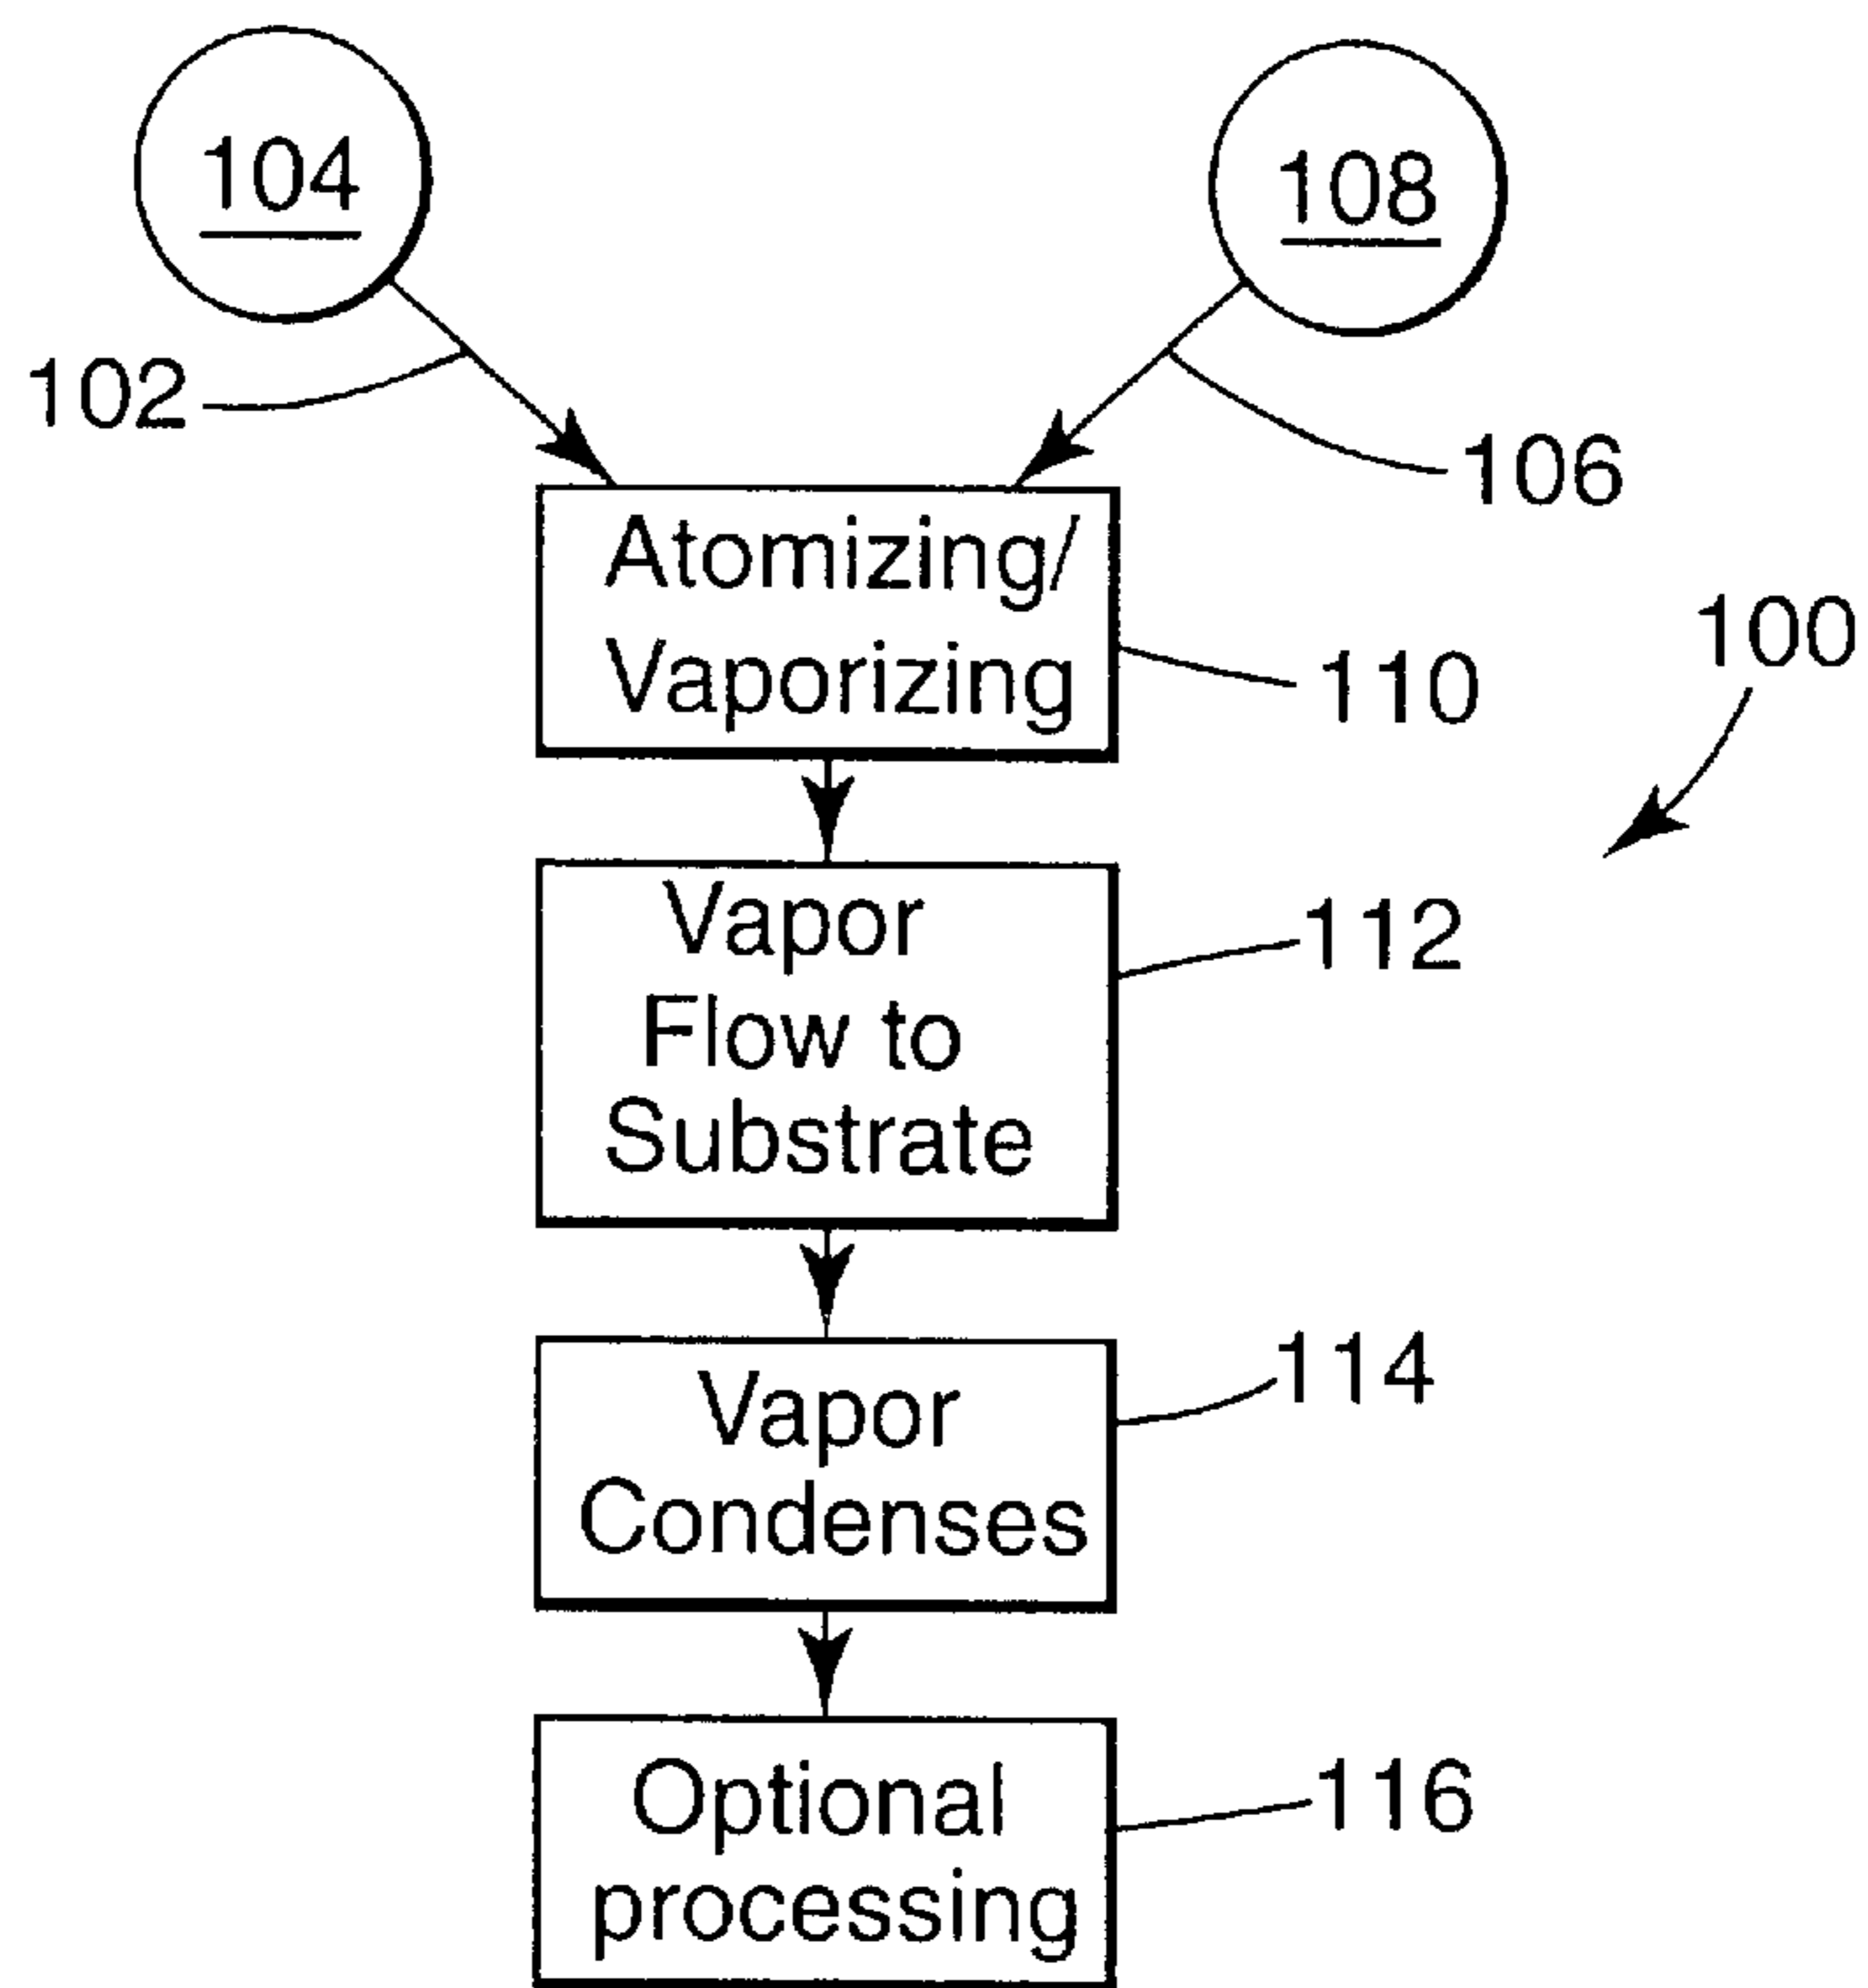 104
108
102
106
Atomizing/
Vaporizing
110
100
Vapor
Flow to
Substrate
112
Vapor
Condenses
114
Optional
processing
116